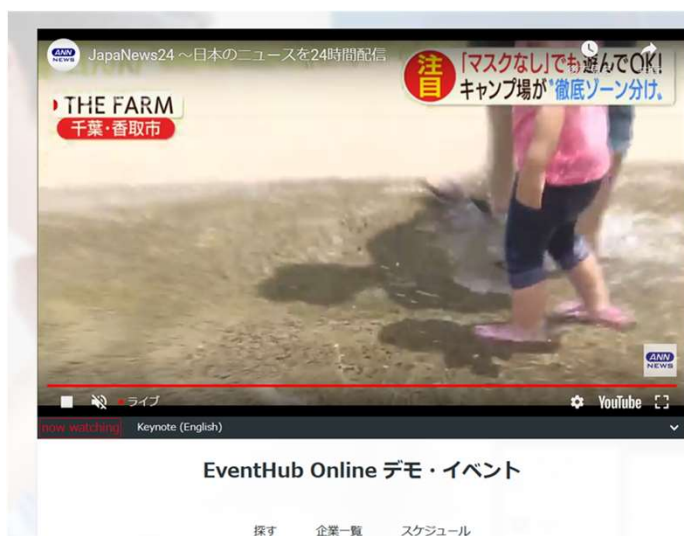 ANN NEWS
JapaNews24 ～日本のニュースを24時間配信
注目
「マスクなし」でも遊んでOK!
キャンプ場が“徹底ゾーン分け”
THE FARM
千葉・香取市
ANN NEWS
ライブ
YouTube
now watching
Keynote (English)
EventHub Online デモ・イベント
探す 企業一覧 スケジュール